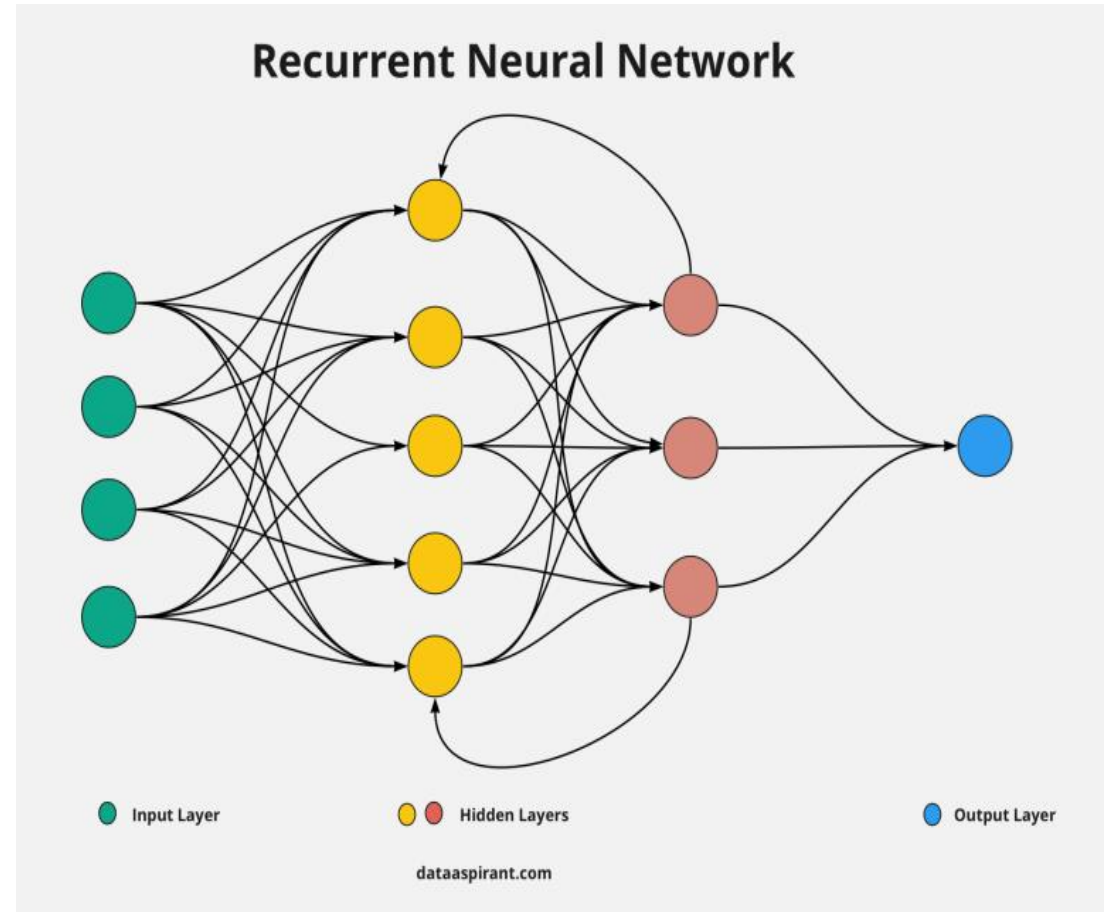 Recurrent Neural Network
Input Layer
Hidden Layers
Output Layer
dataaspirant.com